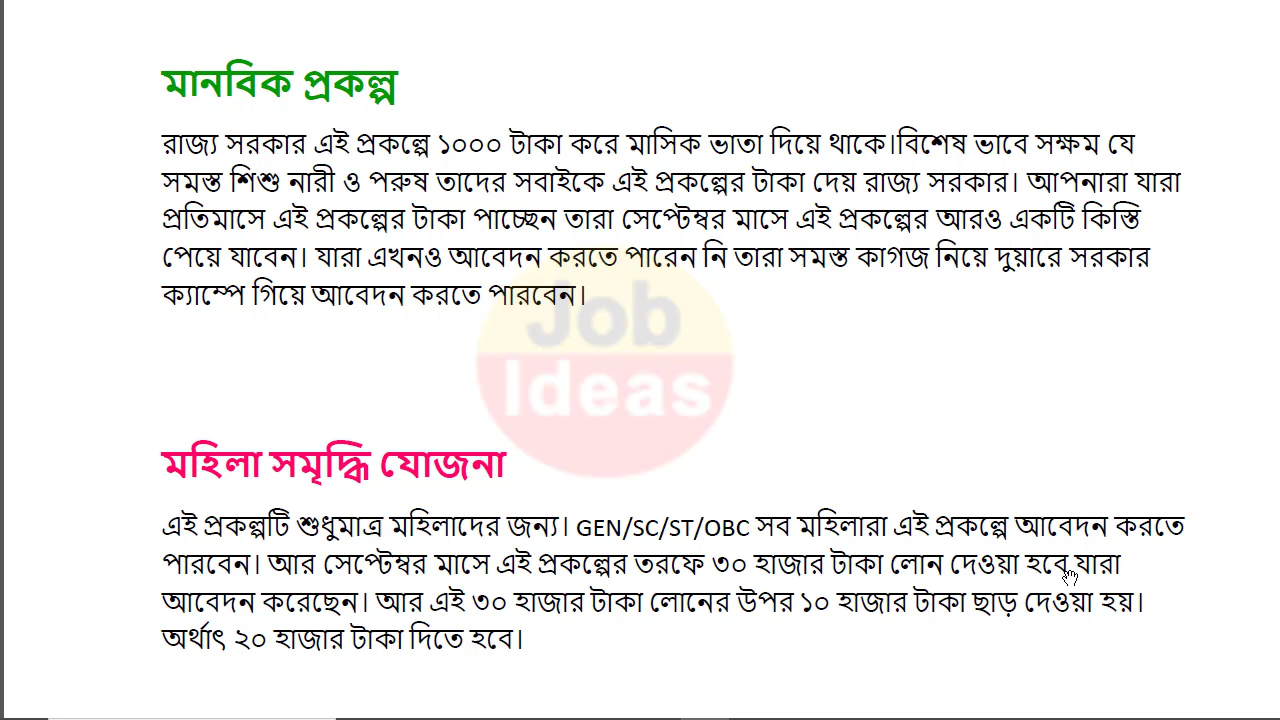 মানবিক প্রকল্প
রাজ্য সরকার এই প্রকল্পে ১০০০ টাকা করে মাসিক ভাতা দিয়ে থাকে।বিশেষ ভাবে সক্ষম যে
সমস্ত শিশু নারী ও পরুষ তাদের সবাইকে এই প্রকল্পের টাকা দেয় রাজ্য সরকার। আপনারা যারা
প্রতিমাসে এই প্রকল্পের টাকা পাচ্ছেন তারা সেপ্টেম্বর মাসে এই প্রকল্পের আরও একটি কিস্তি
পেয়ে যাবেন। যারা এখনও আবেদন করতে পারেন নি তারা সমস্ত কাগজ নিয়ে দুয়ারে সরকার
ক্যাম্পে গিয়ে আবেদন করতে পারবেন।
Job
Ideas
মহিলা সমৃদ্ধি যোজনা
এই প্রকল্পটি শুধুমাত্র মহিলাদের জন্য। GEN/SC/ST/OBC সব মহিলারা এই প্রকল্পে আবেদন করতে
পারবেন। আর সেপ্টেম্বর মাসে এই প্রকল্পের তরফে ৩০ হাজার টাকা লোন দেওয়া হবে যারা
আবেদন করেছেন। আর এই ৩০ হাজার টাকা লোনের উপর ১০ হাজার টাকা ছাড় দেওয়া হয়।
অর্থাৎ ২০ হাজার টাকা দিতে হবে।